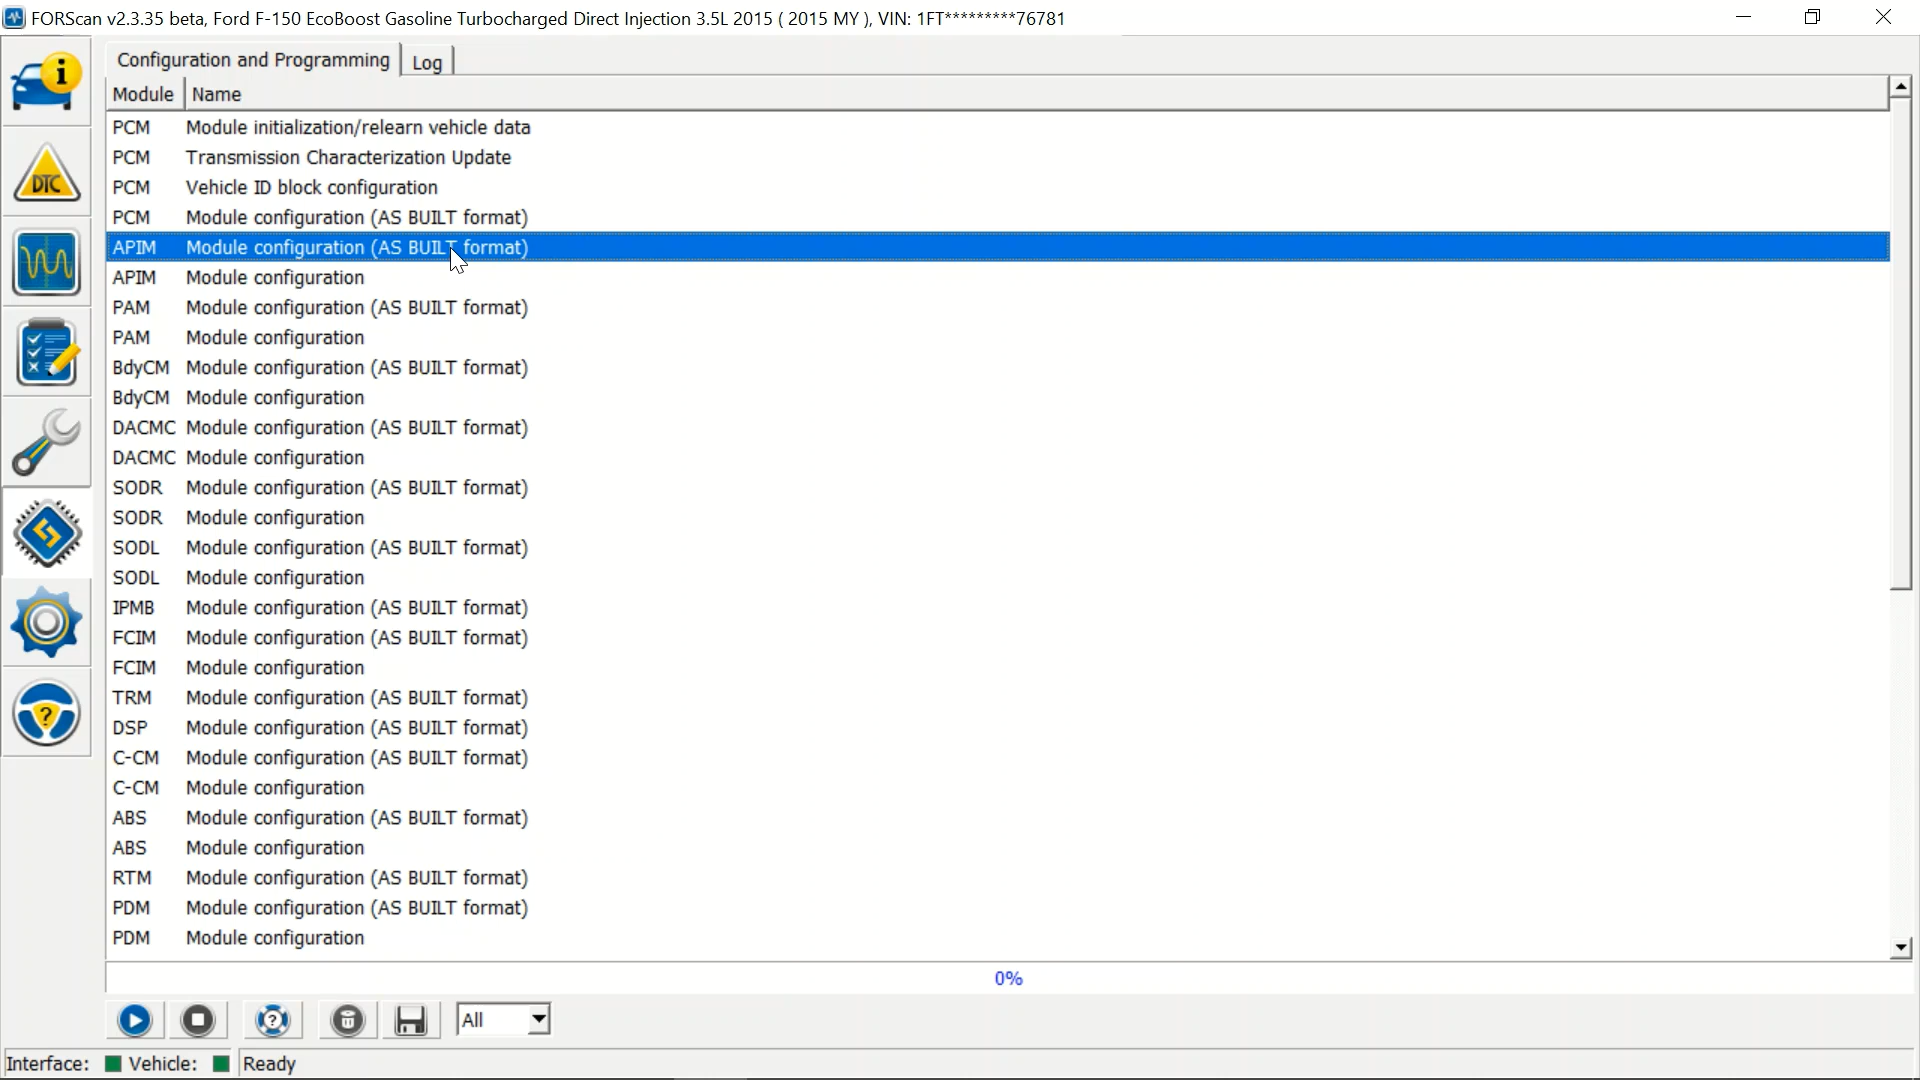 FORScan v2.3.35 beta, Ford F-150 EcoBoost Gasoline Turbocharged Direct Injection 3.5L 2015 ( 2015 MY ), VIN: 1FT*********76781
Configuration and Programming Log
Module Name
PCM Module initialization/relearn vehicle data
PCM Transmission Characterization Update
PCM Vehicle ID block configuration
PCM Module configuration (AS BUILT format)
APIM Module configuration (AS BUILT format)
APIM Module configuration
PAM Module configuration (AS BUILT format)
PAM Module configuration
BdyCM Module configuration (AS BUILT format)
BdyCM Module configuration
DACMC Module configuration (AS BUILT format)
DACMC Module configuration
SODR Module configuration (AS BUILT format)
SODR Module configuration
SODL Module configuration (AS BUILT format)
SODL Module configuration
IPMB Module configuration (AS BUILT format)
FCIM Module configuration (AS BUILT format)
FCIM Module configuration
TRM Module configuration (AS BUILT format)
DSP Module configuration (AS BUILT format)
C-CM Module configuration (AS BUILT format)
C-CM Module configuration
ABS Module configuration (AS BUILT format)
ABS Module configuration
RTM Module configuration (AS BUILT format)
PDM Module configuration (AS BUILT format)
PDM Module configuration
DTC
0%
All
Interface: Vehicle: Ready